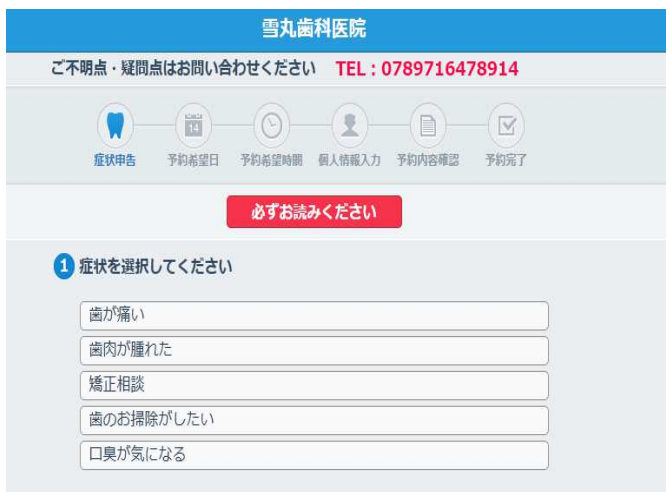 雪丸歯科医院
ご不明点・疑問点はお問い合わせください TEL：0789716478914
14
症状申告 予約希望日 予約希望時間 個人情報入力 予約内容確認 予約完了
必ずお読みください
1 症状を選択してください
歯が痛い
歯肉が腫れた
矯正相談
歯のお掃除がしたい
口臭が気になる